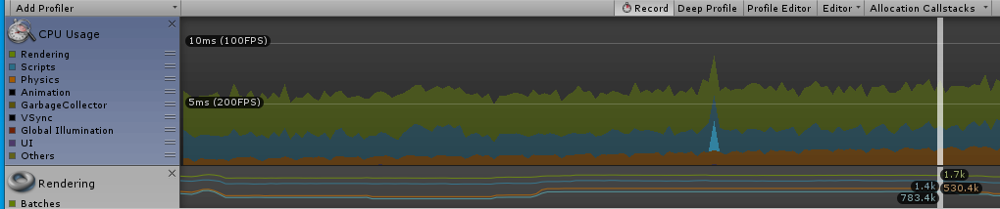 Add Profiler Record Deep Profile Profile Editor Editor Allocation Callstacks
CPU Usage
Rendering
Scripts
Physics
Animation
GarbageCollector
VSync
Global Illumination
UI
Others
10ms (100FPS)
5ms (200FPS)
Rendering
Batches
1.7k
1.4k
530.4k
783.4k